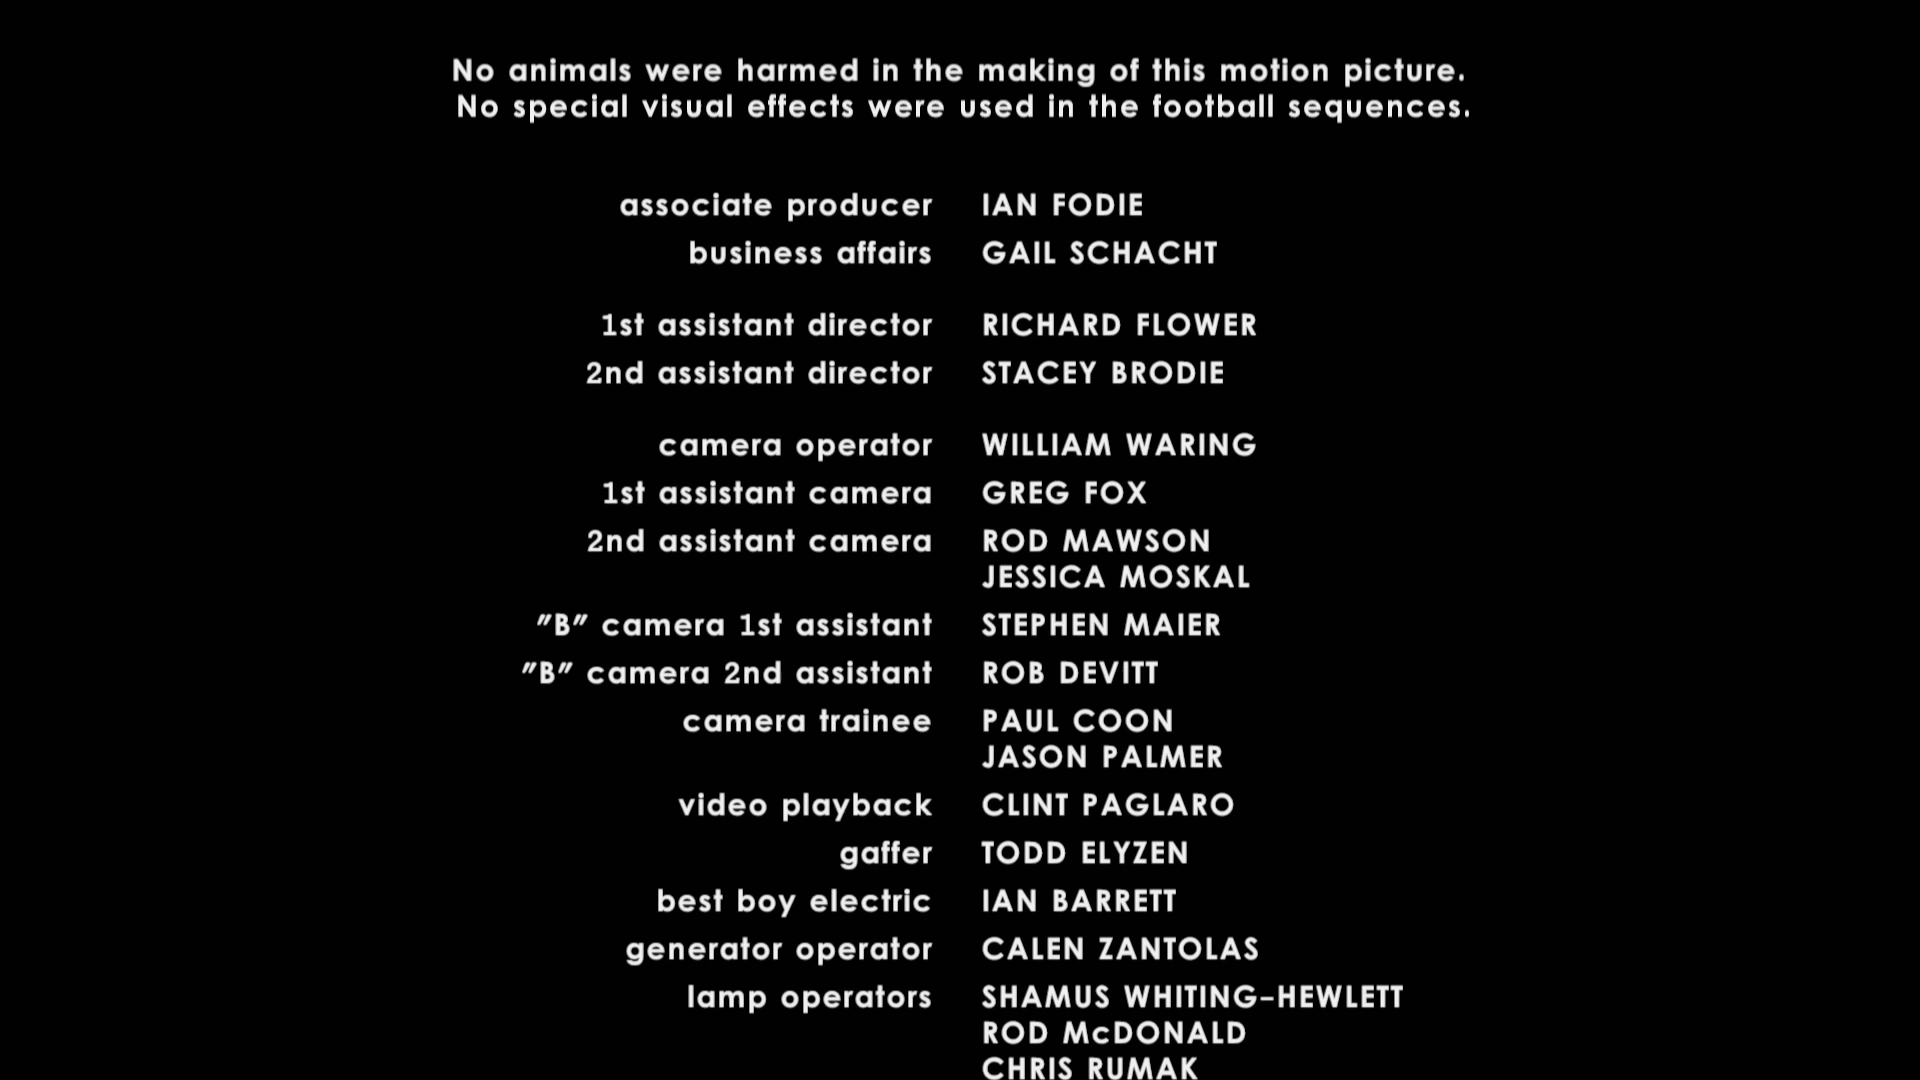 No animals were harmed in the making of this motion picture.
No special visual effects were used in the football sequences.
associate producer IAN FODIE
business affairs GAIL SCHACHT
1st assistant director RICHARD FLOWER
2nd assistant director STACEY BRODIE
camera operator WILLIAM WARING
1st assistant camera GREG FOX
2nd assistant camera ROD MAWSON
JESSICA MOSKAL
"B" camera 1st assistant STEPHEN MAIER
"B" camera 2nd assistant ROB DEVITT
camera trainee PAUL COON
JASON PALMER
video playback CLINT PAGLARO
gaffer TODD ELYZEN
best boy electric IAN BARRETT
generator operator CALEN ZANTOLAS
lamp operators SHAMUS WHITING-HEWLETT
ROD McDONALD
CHRIS RUMAK